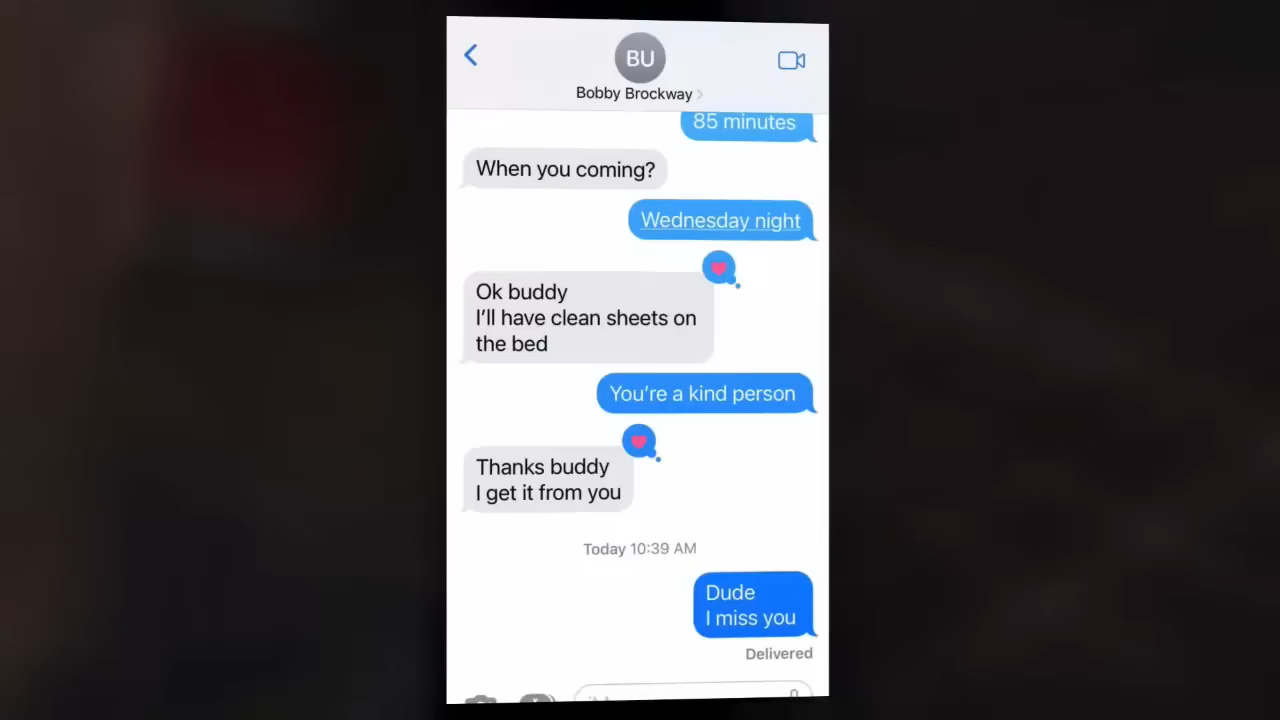 BU
Bobby Brockway
85 minutes
When you coming?
Wednesday night
Ok buddy
I'll have clean sheets on
the bed
You're a kind person
Thanks buddy
I get it from you
Today 10:39 AM
Dude
I miss you
Delivered